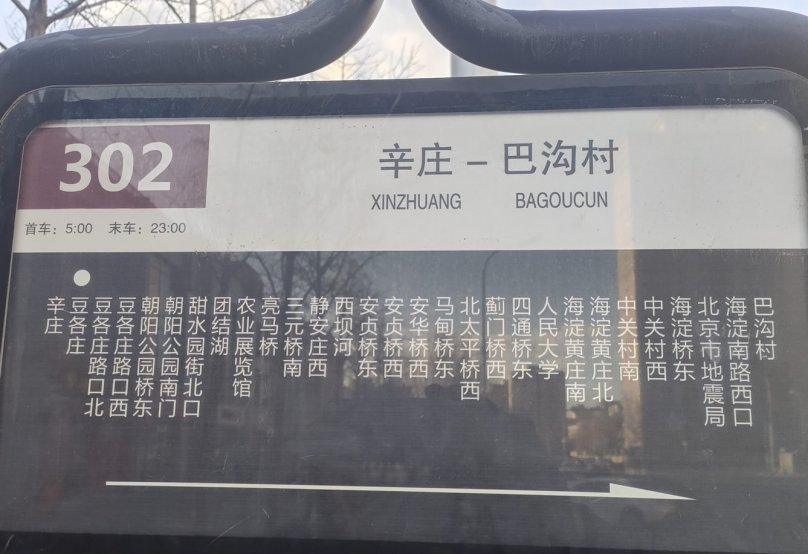 302
辛庄 – 巴沟村
XINZHUANG BAGOUCUN
首车：5:00 末车：23:00
辛庄
豆各庄
豆各庄路口北
豆各庄路口西
朝阳公园桥东
朝阳公园南门
甜水园街北口
团结湖
农业展览馆
亮马桥
三元桥南
静安庄西
西坝河
安贞桥东
安贞桥西
安华桥西
马甸桥东
北太平桥西
蓟门桥西
四通桥东
人民大学
海淀黄庄南
海淀黄庄北
中关村南
中关村西
海淀桥东
北京市地震局
海淀南路西口
巴沟村